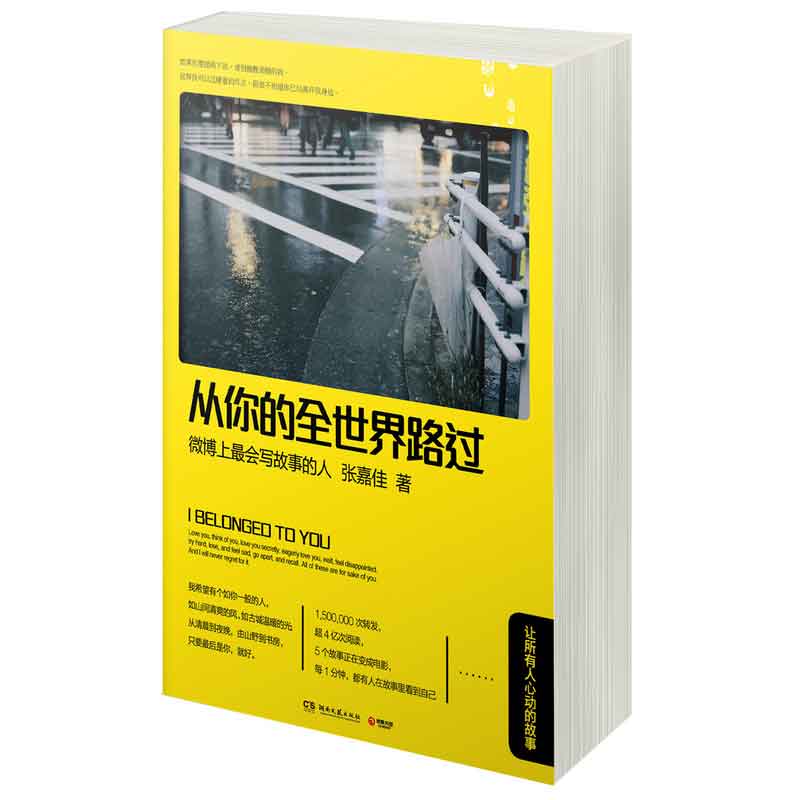 从你的全世界路过
微博上最会写故事的人 张嘉佳 著
I BELONGED TO YOU
Love you, think of you, love you secretly, eagerly love you, wait, feel disappointed,
try hard, love, and feel sad, go apart, and recall. All of these are for sake of you.
And I will never regret for it.
我希望有个如你一般的人，
如山间清爽的风，如古城温暖的光
从清晨到夜晚，由山野到书房，
只要最后是你，就好。
1,500,000 次转发，
超 4亿次阅读，
5 个故事正在变成电影，
每 1 分钟，都有人在故事里看到自己
......
让所有人心动的故事
湖南文艺出版社